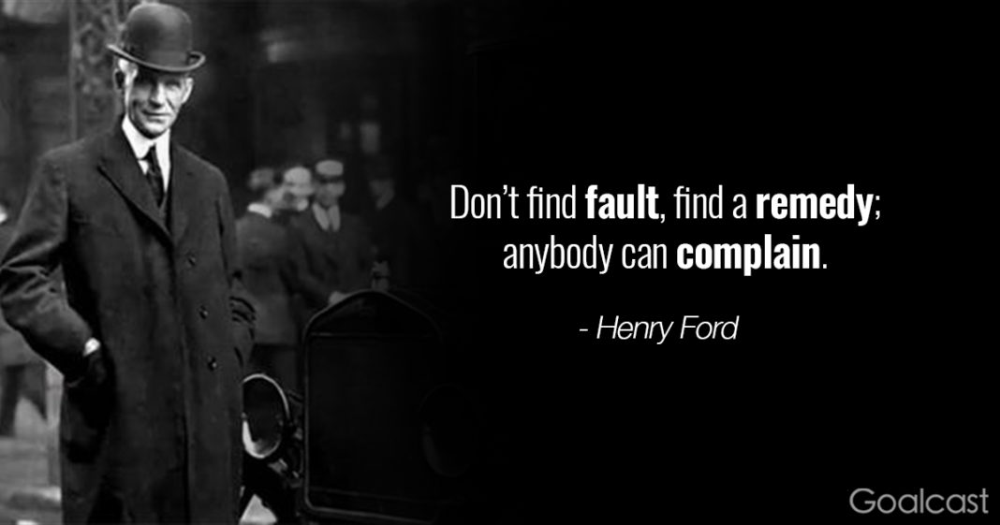 Don’t find fault, find a remedy;
anybody can complain.
- Henry Ford
Goalcast